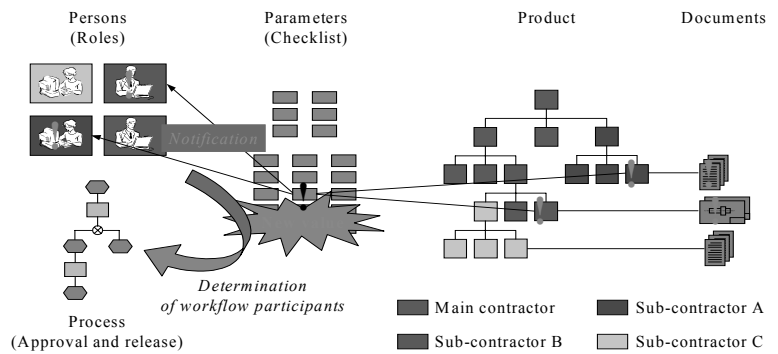 Persons
(Roles)
Parameters
(Checklist)
Product
Documents
Notification
Determination
of workflow participants
Process
(Approval and release)
Main contractor
Sub-contractor A
Sub-contractor B
Sub-contractor C